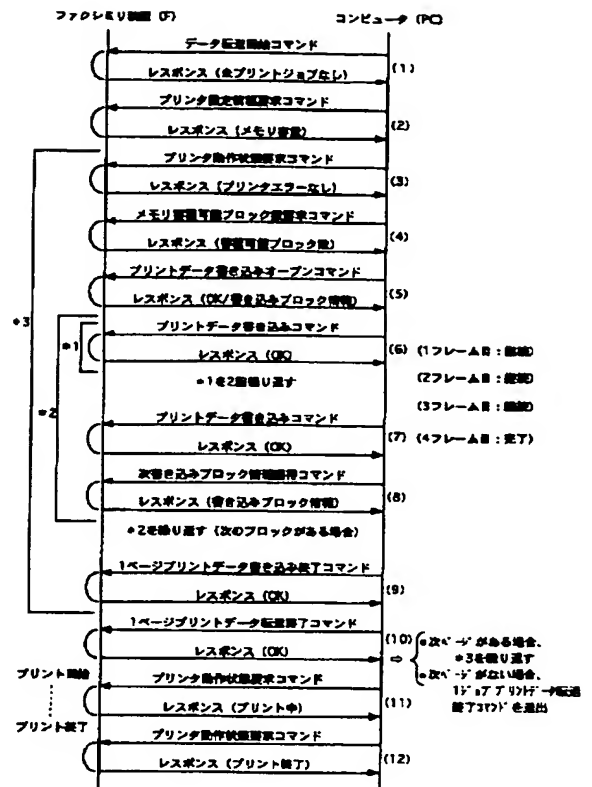 ファクシミリ装置 (F)
コンピュータ (PC)
データ転送開始コマンド
レスポンス (全プリントジョブなし)
(1)
プリンタ設定情報要求コマンド
レスポンス (メモリ容量)
(2)
プリンタ動作状態要求コマンド
レスポンス (プリンタエラーなし)
(3)
メモリ蓄積可能ブロック数要求コマンド
レスポンス (蓄積可能ブロック数)
(4)
プリントデータ書き込みオープンコマンド
レスポンス (OK/書き込みブロック情報)
(5)
*3
プリントデータ書き込みコマンド
*1
レスポンス (OK)
(6) (1フレーム目:継続)
*1を2回繰り返す
(2フレーム目:継続)
*2
(3フレーム目:継続)
プリントデータ書き込みコマンド
レスポンス (OK)
(7) (4フレーム目:完了)
次書き込みブロック情報獲得コマンド
レスポンス (書き込みブロック情報)
(8)
*2を繰り返す (次のブロックがある場合)
1ページプリントデータ書き込み終了コマンド
レスポンス (OK)
(9)
1ページプリントデータ転送終了コマンド
レスポンス (OK)
(10)
⇨
*次ページがある場合、
*3を繰り返す
*次ページがない場合、
1ジョブプリントデータ転送
終了コマンドを送出
プリント開始
プリンタ動作状態要求コマンド
レスポンス (プリント中)
(11)
プリント終了
プリンタ動作状態要求コマンド
レスポンス (プリント終了)
(12)